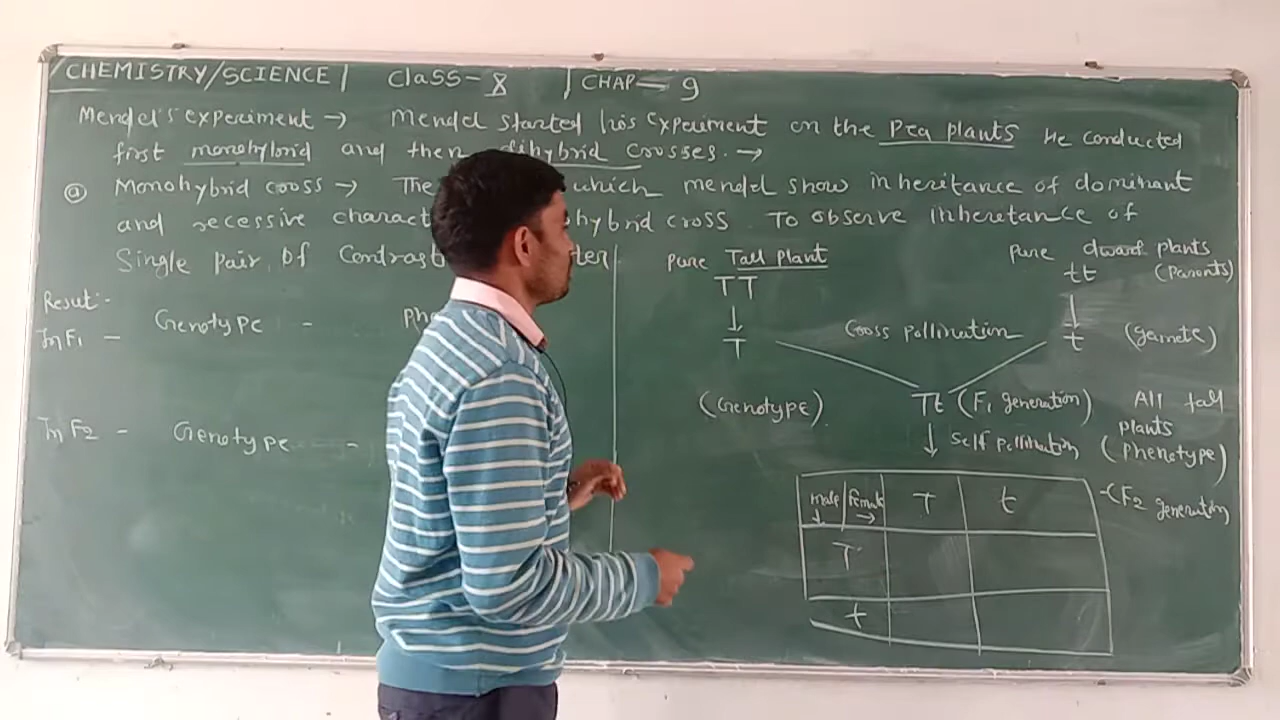 CHEMISTRY/SCIENCE | ClaSS-8 | CHAP-9
Mendel's experiment → Mendel started his experiment on the Pea plants He conducted
first monohybrid and then dihybrid crosses. →
ⓐ Monohybrid cross → The which mendel show inheritance of dominant
and recessive charact hybrid cross To observe inheretance of
Single pair of Contrast ter.
Pure Tall plant
TT
↓
T
Pure dwarf plants
tt (Parents)
↓
t (gamete)
Cross pollination
(Genotype) Tt (F1 generation) All tall
plants
(Phenotype)
↓ Self Pollination
-(F2 generation
male ↓ | Female → T t
T
t
Resut:-
In F1 - Genotype - Phe
In F2 - Genotype -